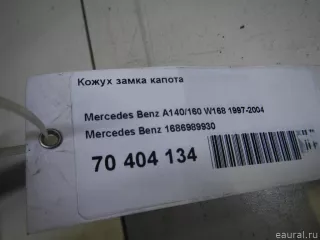 Кожух замка капота
Mercedes Benz A140/160 W168 1997-2004
Mercedes Benz 1686989930
70 404 134
eaural.ru